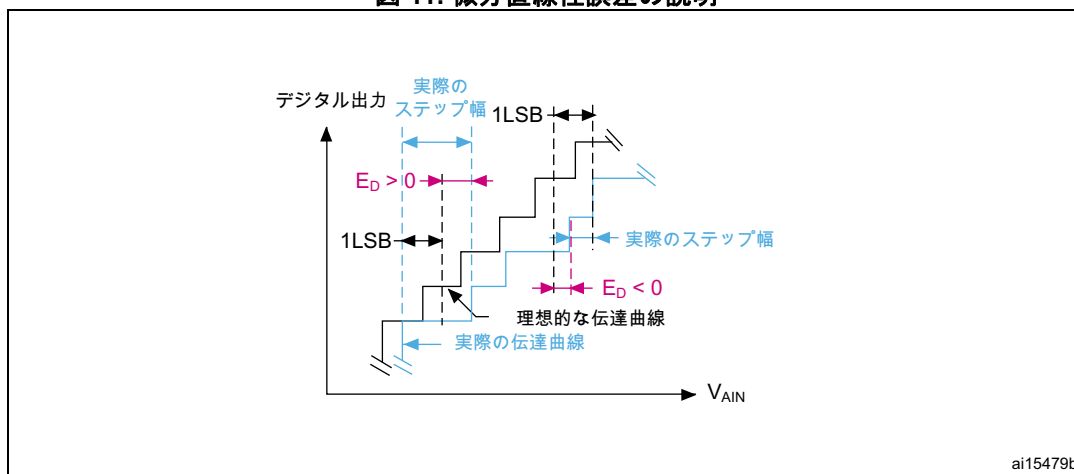 デジタル出力
実際の
ステップ幅
1LSB
E_D > 0
1LSB
実際のステップ幅
E_D < 0
理想的な伝達曲線
実際の伝達曲線
V_AIN
ai15479b